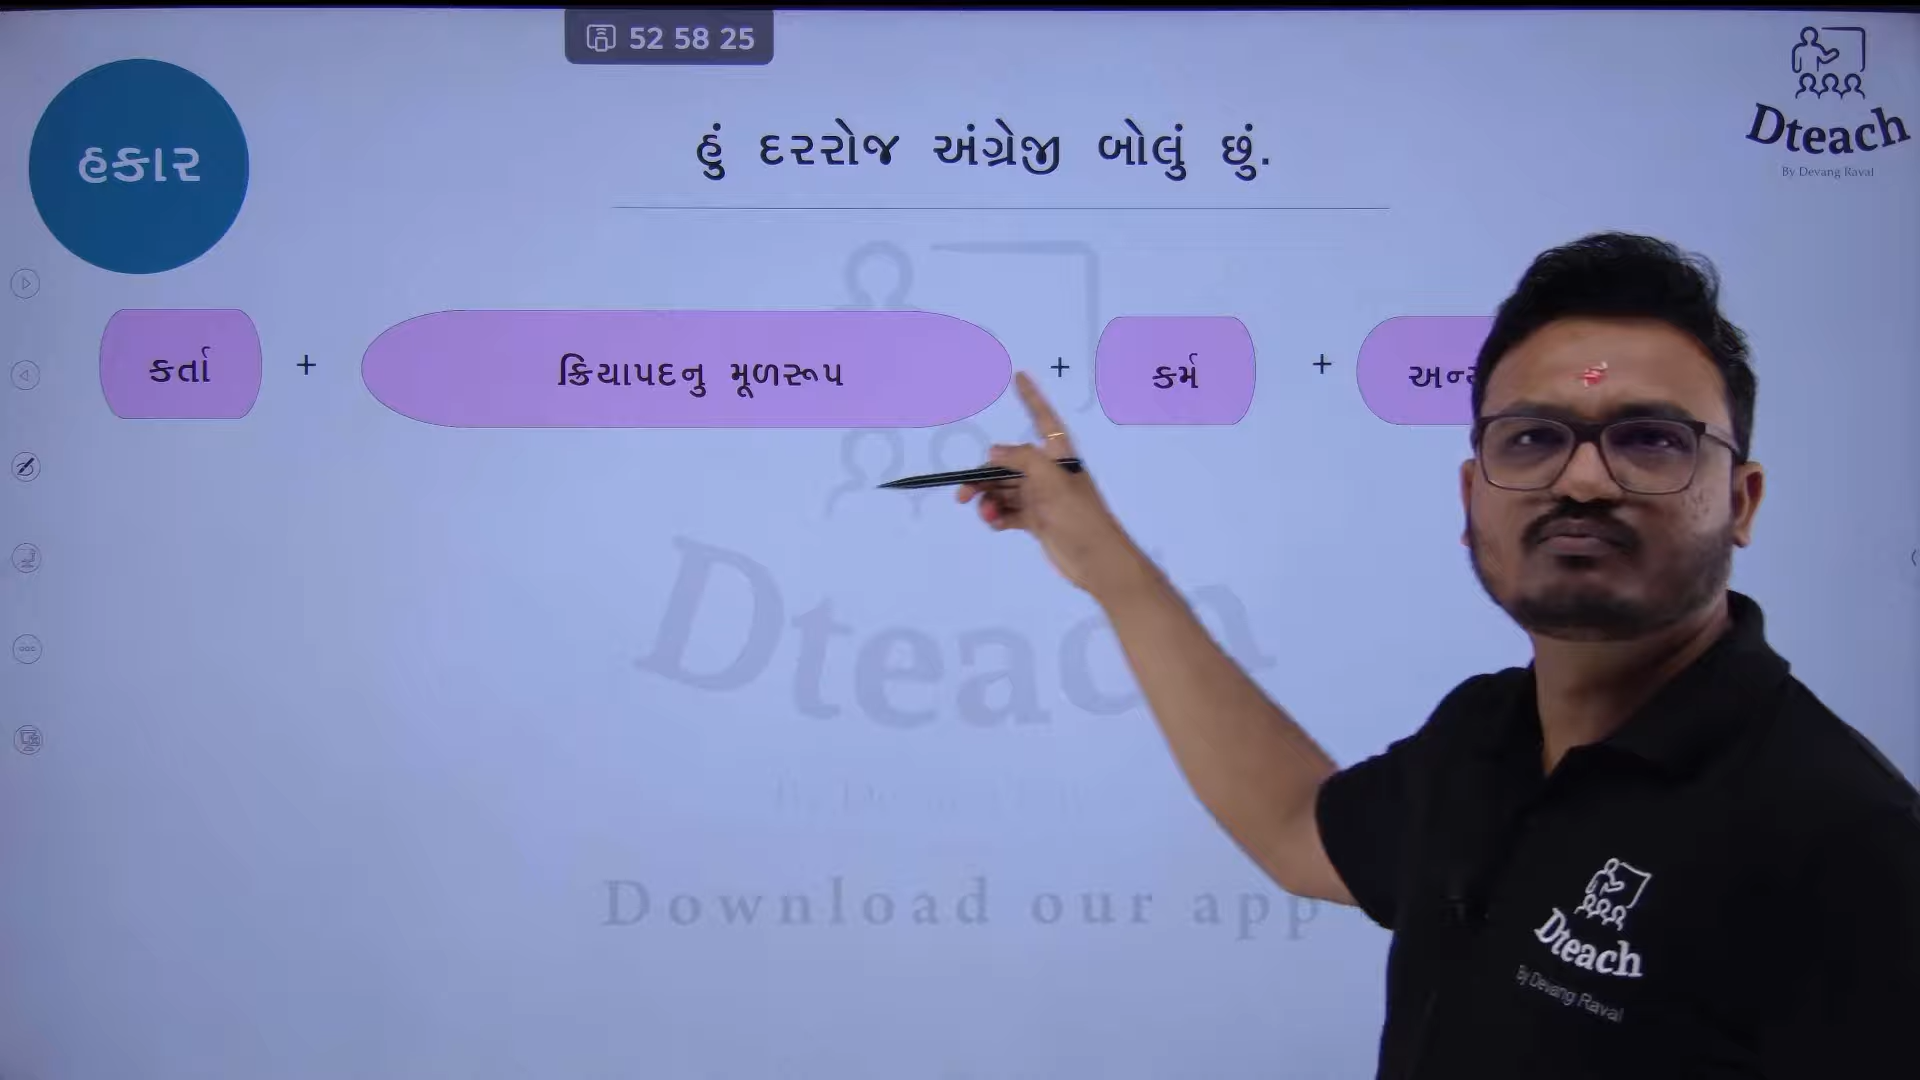 52 58 25
Dteach
By Devang Raval
હકાર
હું દરરોજ અંગ્રેજી બોલું છું.
કર્તા + ક્રિયાપદનુ મૂળરૂપ + કર્મ +
Dteach
Download our app
Dteach
By Devang Raval